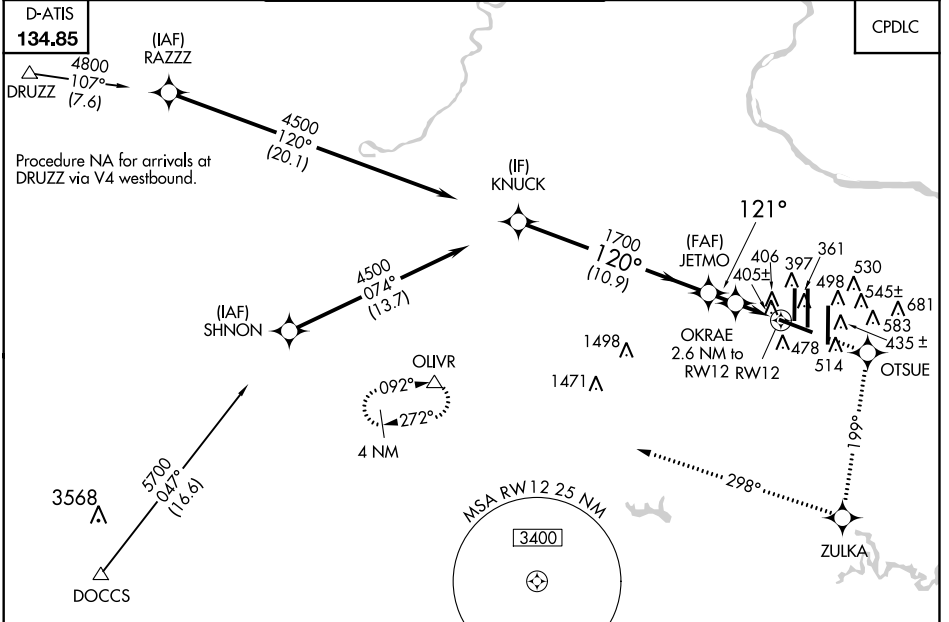 D-ATIS
134.85
CPDLC
(IAF)
RAZZZ
DRUZZ
4800
107°
(7.6)
4500
120°
(20.1)
Procedure NA for arrivals at
DRUZZ via V4 westbound.
(IF)
KNUCK
121°
1700
120°
(10.9)
(FAF)
JETMO
406
405±
397
361
498
530
545±
681
583
435 ±
478
514
OKRAE
2.6 NM to
RW12
RW12
OTSUE
4500
074°
(13.7)
(IAF)
SHNON
1498
1471
OLIVR
092°
272°
4 NM
199°
298°
ZULKA
5700
047°
(16.6)
3568
DOCCS
MSA RW12 25 NM
3400